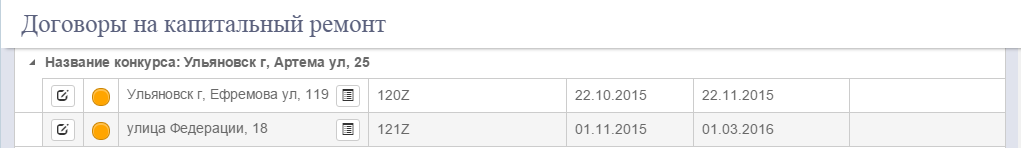 Договоры на капитальный ремонт
Название конкурса: Ульяновск г, Артема ул, 25
Ульяновск г, Ефремова ул, 119 120Z 22.10.2015 22.11.2015
улица Федерации, 18 121Z 01.11.2015 01.03.2016